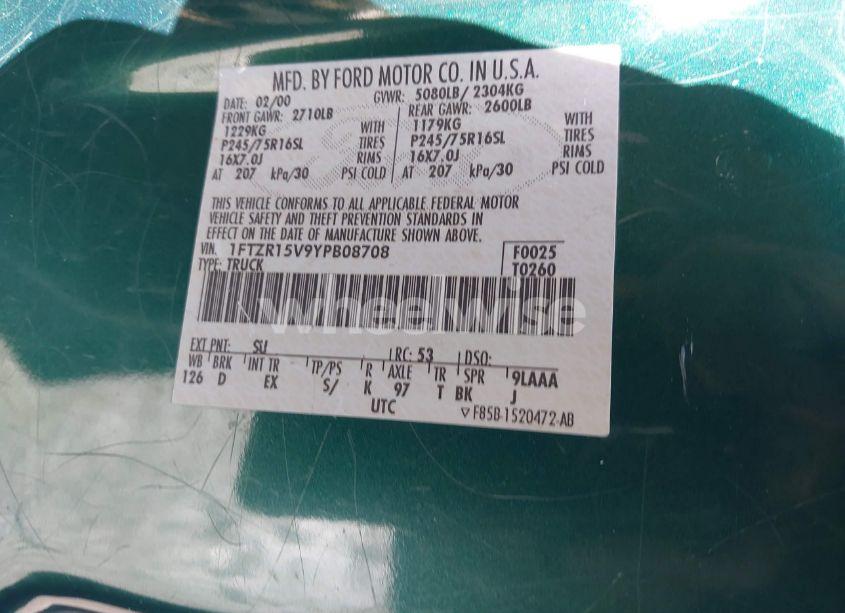 MFD. BY FORD MOTOR CO. IN U.S.A.
DATE: 02/00 GVWR: 5080LB/ 2304KG
FRONT GAWR: 2710LB REAR GAWR: 2600LB
1229KG WITH 1179KG WITH
P245/75R16SL TIRES P245/75R16SL TIRES
16X7.0J RIMS 16X7.0J RIMS
AT 207 kPa/30 PSI COLD AT 207 kPa/30 PSI COLD
THIS VEHICLE CONFORMS TO ALL APPLICABLE FEDERAL MOTOR
VEHICLE SAFETY AND THEFT PREVENTION STANDARDS IN
EFFECT ON THE DATE OF MANUFACTURE SHOWN ABOVE.
VIN: 1FTZR15V9YPB08708 F0025
TYPE: TRUCK T0260
wheelwise
EXT PNT: SU RC: 53 DSO:
WB BRK INT TR TP/PS R AXLE TR SPR 9LAAA
126 D EX S/ K 97 T BK J
UTC F85B-1520472-AB